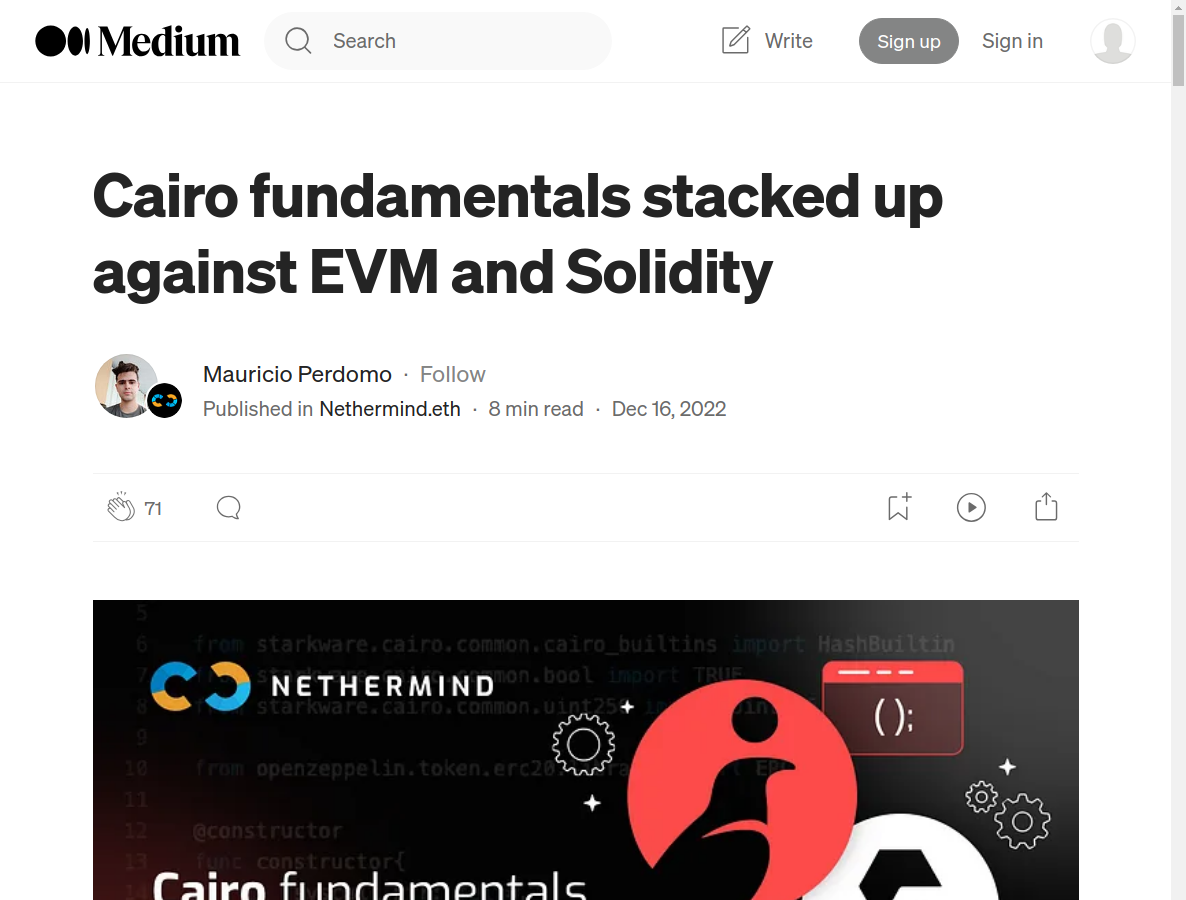 Medium
Search
Write
Sign up
Sign in
Cairo fundamentals stacked up
against EVM and Solidity
Mauricio Perdomo · Follow
Published in Nethermind.eth · 8 min read · Dec 16, 2022
71
5
6 from starkware.cairo.common.cairo_builtins import HashBuiltin
7 from starkware.cairo.common.bool import TRUE
NETHERMIND
8 from starkware.cairo.common.uint256
();
9
10 from openzeppelin.token.erc20
11
12 @constructor
13 func constructor{
Cairo fundamentals